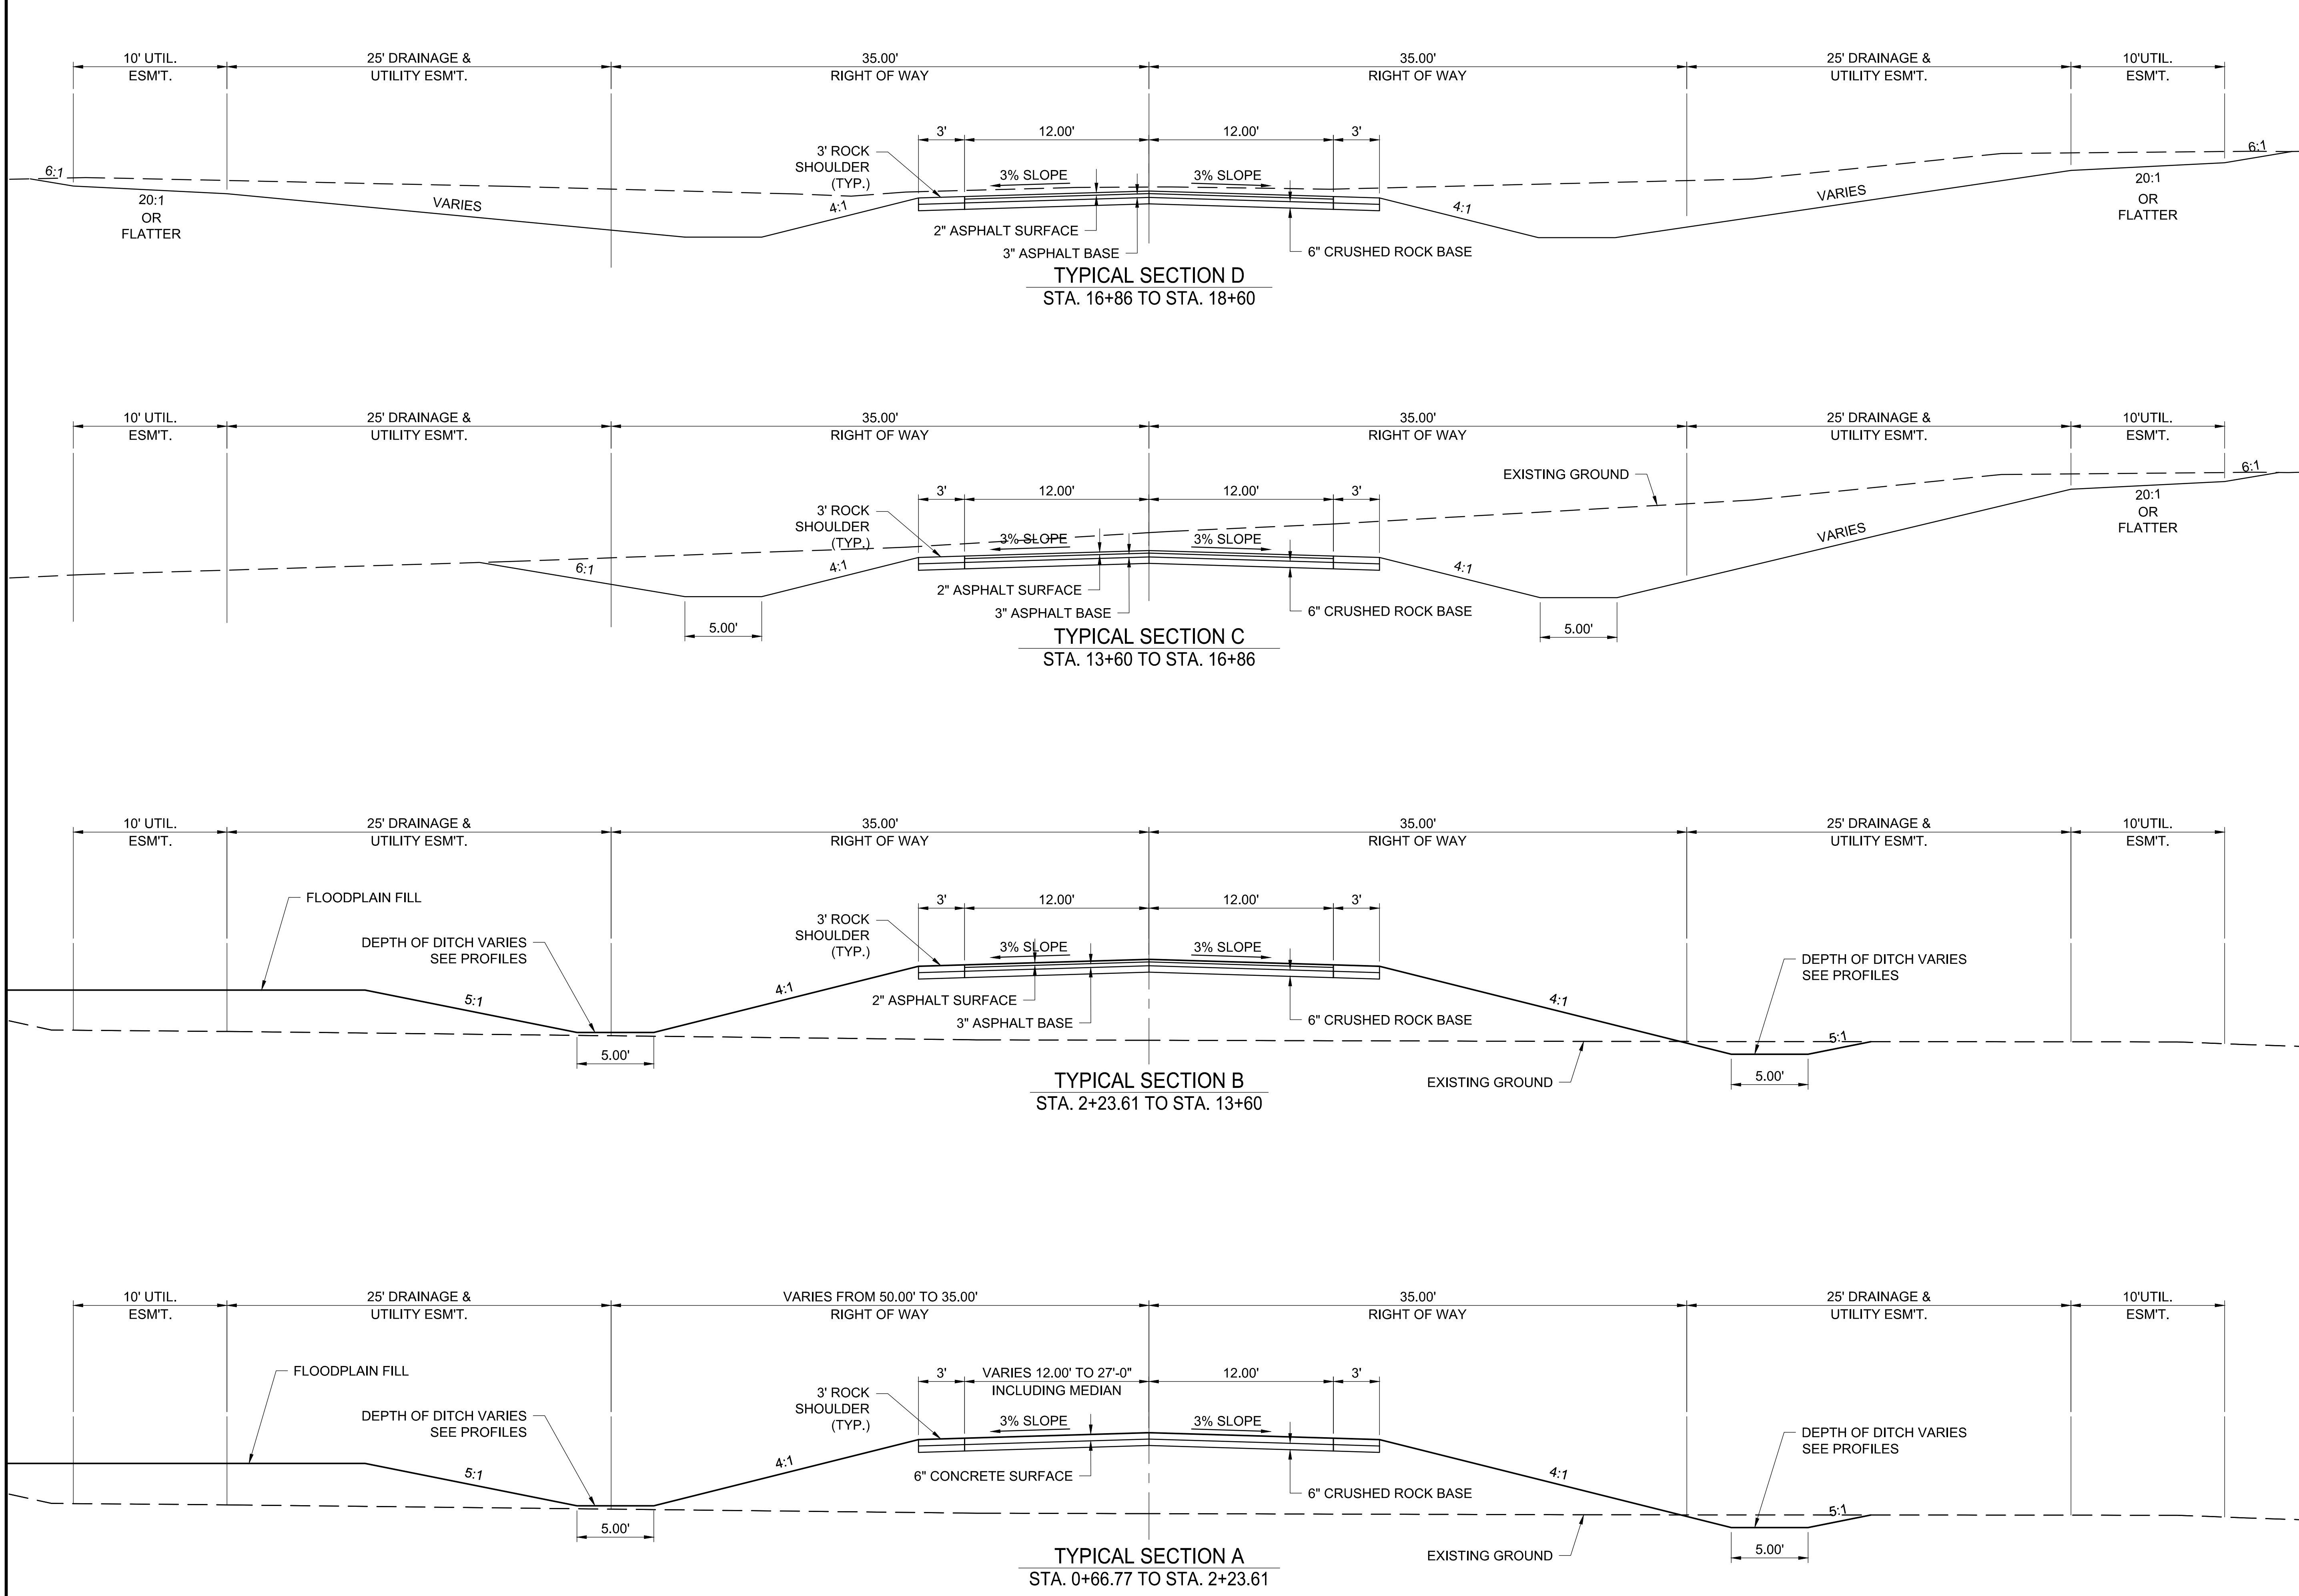 10' UTIL.
ESM'T.
25' DRAINAGE &
UTILITY ESM'T.
35.00'
RIGHT OF WAY
35.00'
RIGHT OF WAY
25' DRAINAGE &
UTILITY ESM'T.
10'UTIL.
ESM'T.
3'
12.00'
12.00'
3'
3' ROCK
SHOULDER
(TYP.)
3% SLOPE
3% SLOPE
6:1
20:1
OR
FLATTER
VARIES
4:1
4:1
VARIES
6:1
20:1
OR
FLATTER
2" ASPHALT SURFACE
3" ASPHALT BASE
6" CRUSHED ROCK BASE
TYPICAL SECTION D
STA. 16+86 TO STA. 18+60
10' UTIL.
ESM'T.
25' DRAINAGE &
UTILITY ESM'T.
35.00'
RIGHT OF WAY
35.00'
RIGHT OF WAY
25' DRAINAGE &
UTILITY ESM'T.
10'UTIL.
ESM'T.
EXISTING GROUND
3'
12.00'
12.00'
3'
3' ROCK
SHOULDER
(TYP.)
3% SLOPE
3% SLOPE
6:1
4:1
4:1
VARIES
6:1
20:1
OR
FLATTER
2" ASPHALT SURFACE
3" ASPHALT BASE
6" CRUSHED ROCK BASE
5.00'
5.00'
TYPICAL SECTION C
STA. 13+60 TO STA. 16+86
10' UTIL.
ESM'T.
25' DRAINAGE &
UTILITY ESM'T.
35.00'
RIGHT OF WAY
35.00'
RIGHT OF WAY
25' DRAINAGE &
UTILITY ESM'T.
10'UTIL.
ESM'T.
FLOODPLAIN FILL
3'
12.00'
12.00'
3'
3' ROCK
SHOULDER
(TYP.)
DEPTH OF DITCH VARIES
SEE PROFILES
3% SLOPE
3% SLOPE
DEPTH OF DITCH VARIES
SEE PROFILES
5:1
4:1
4:1
5:1
2" ASPHALT SURFACE
3" ASPHALT BASE
6" CRUSHED ROCK BASE
5.00'
5.00'
EXISTING GROUND
TYPICAL SECTION B
STA. 2+23.61 TO STA. 13+60
10' UTIL.
ESM'T.
25' DRAINAGE &
UTILITY ESM'T.
VARIES FROM 50.00' TO 35.00'
RIGHT OF WAY
35.00'
RIGHT OF WAY
25' DRAINAGE &
UTILITY ESM'T.
10'UTIL.
ESM'T.
FLOODPLAIN FILL
3'
VARIES 12.00' TO 27'-0"
INCLUDING MEDIAN
12.00'
3'
3' ROCK
SHOULDER
(TYP.)
DEPTH OF DITCH VARIES
SEE PROFILES
3% SLOPE
3% SLOPE
DEPTH OF DITCH VARIES
SEE PROFILES
5:1
4:1
4:1
5:1
6" CONCRETE SURFACE
6" CRUSHED ROCK BASE
5.00'
5.00'
EXISTING GROUND
TYPICAL SECTION A
STA. 0+66.77 TO STA. 2+23.61